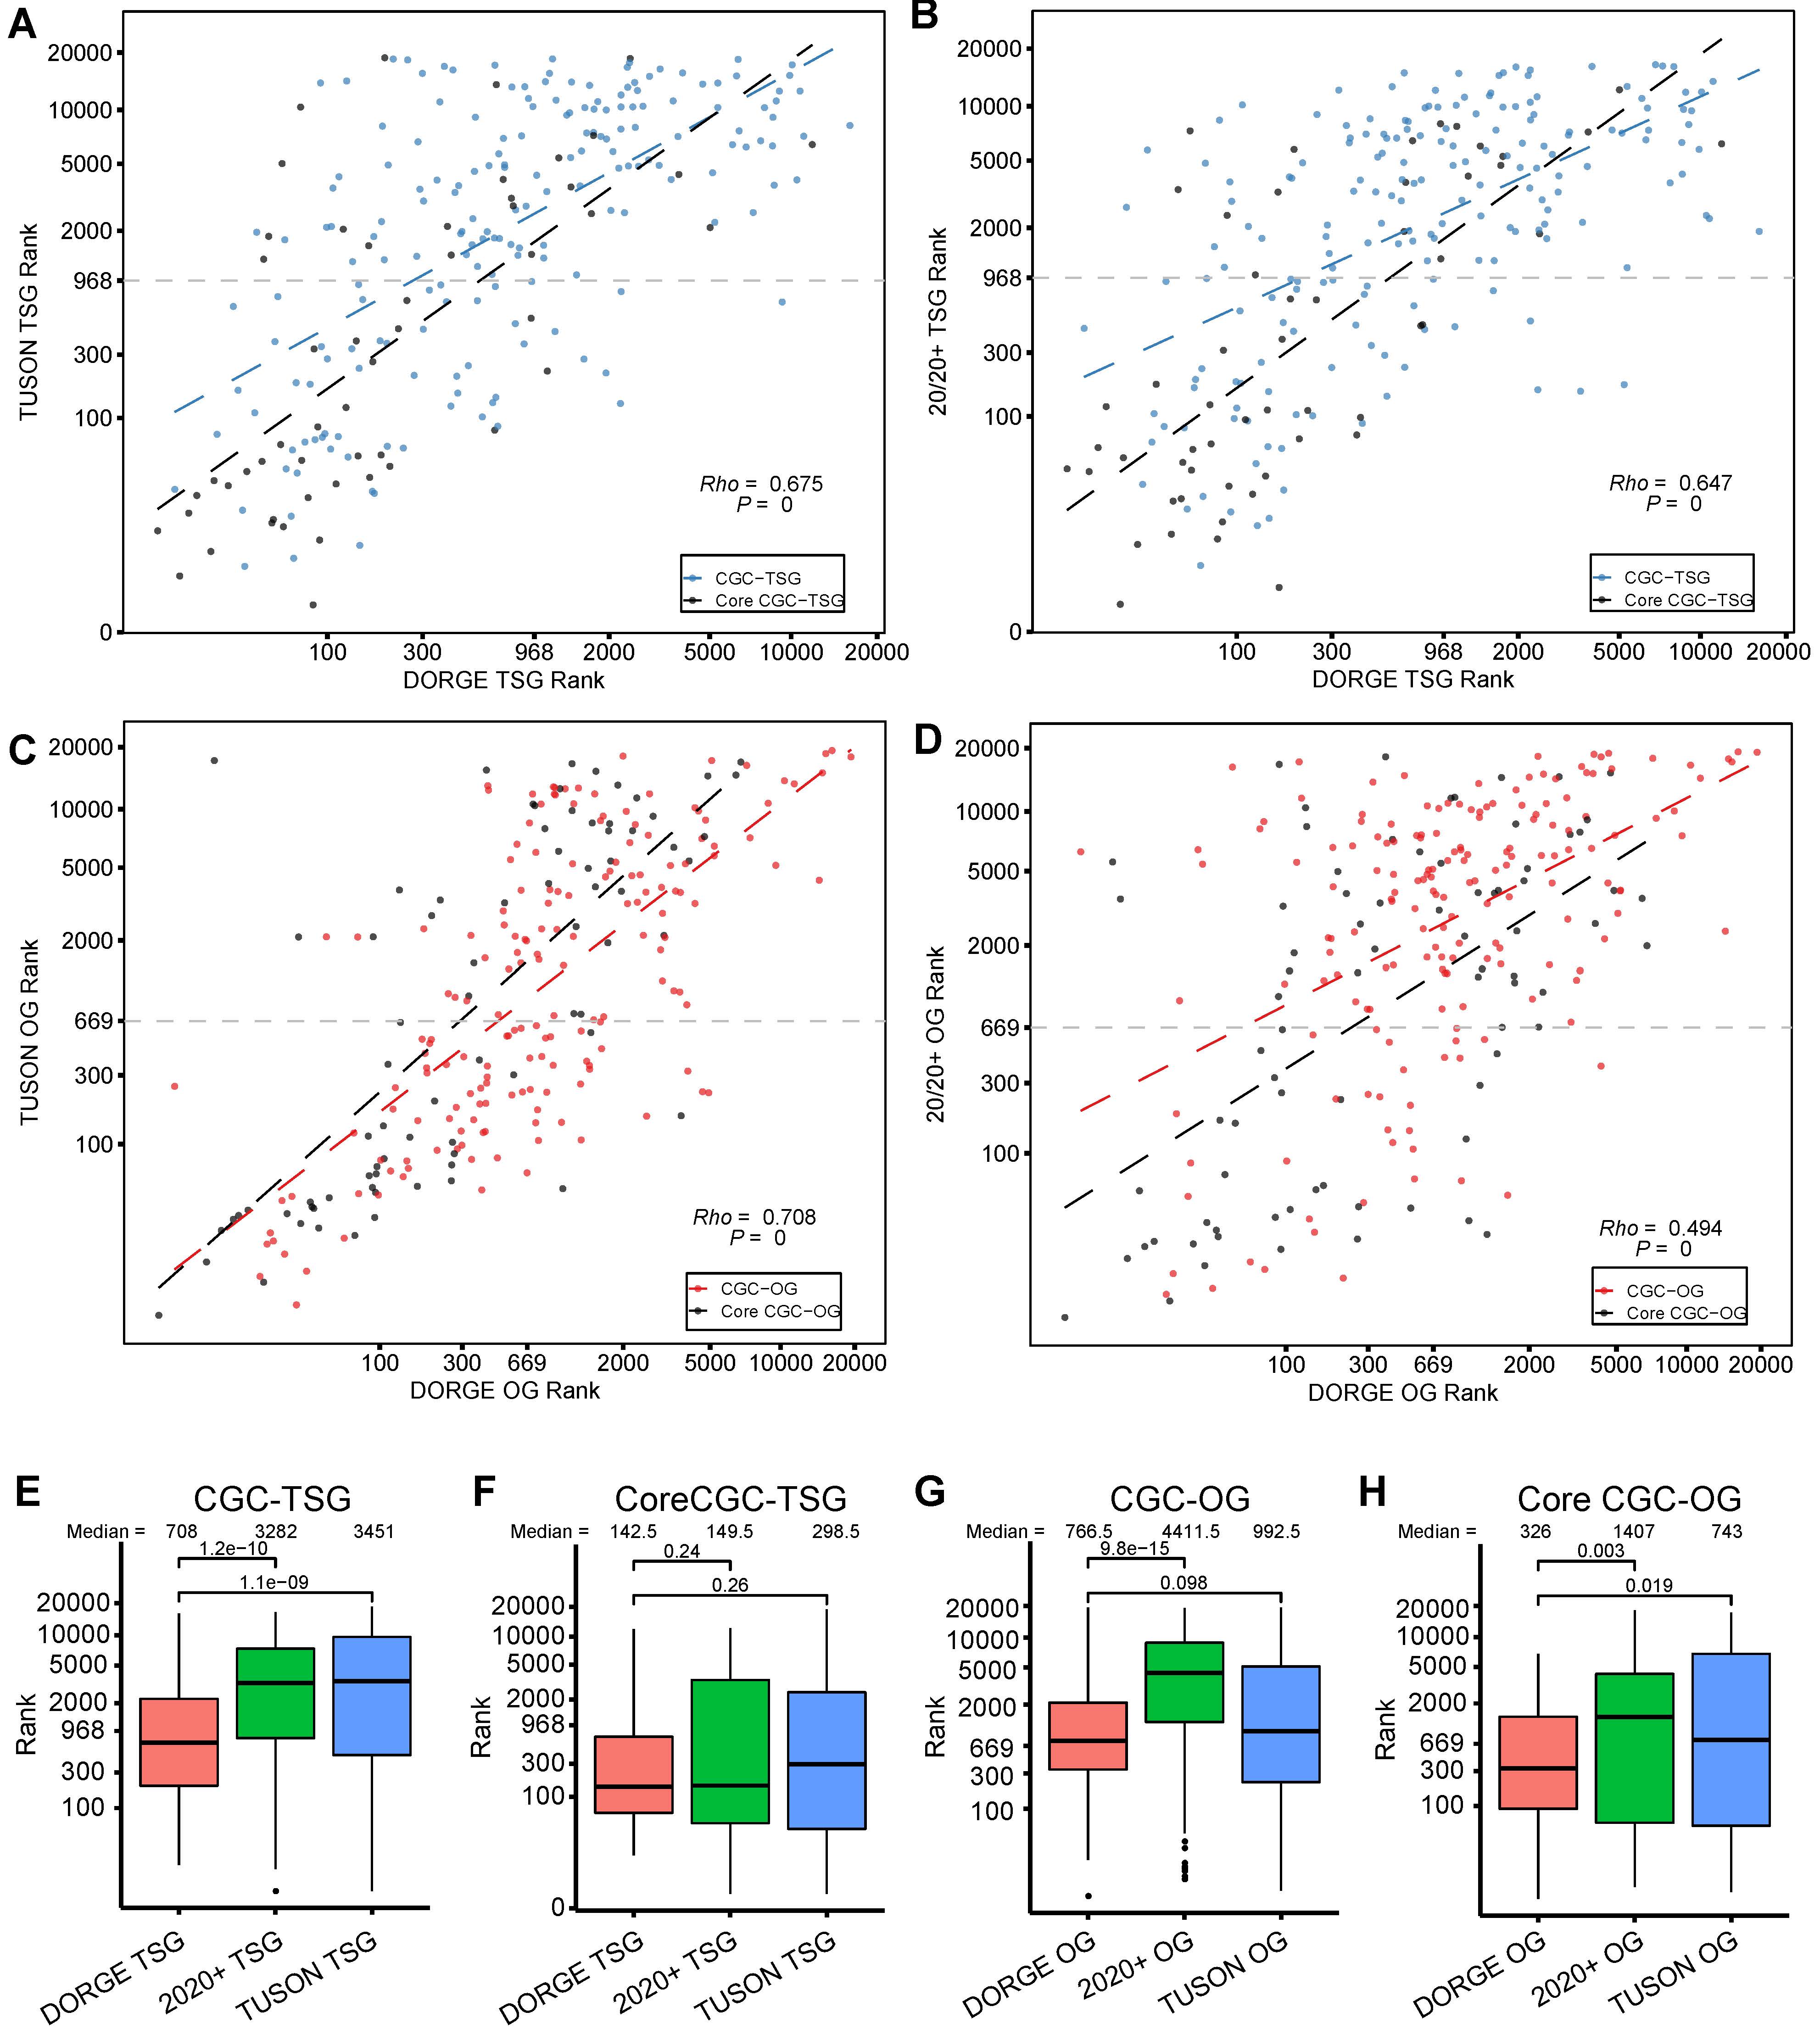 A
20000
10000
5000
2000
968
300
100
0
TUSON TSG Rank
Rho = 0.675
P = 0
CGC−TSG
Core CGC−TSG
100 300 968 2000 5000 10000 20000
DORGE TSG Rank
B
20000
10000
5000
2000
968
300
100
0
20/20+ TSG Rank
Rho = 0.647
P = 0
CGC−TSG
Core CGC−TSG
100 300 968 2000 5000 10000 20000
DORGE TSG Rank
C
20000
10000
5000
2000
669
300
100
TUSON OG Rank
Rho = 0.708
P = 0
CGC−OG
Core CGC−OG
100 300 669 2000 5000 10000 20000
DORGE OG Rank
D
20000
10000
5000
2000
669
300
100
20/20+ OG Rank
Rho = 0.494
P = 0
CGC−OG
Core CGC−OG
100 300 669 2000 5000 10000 20000
DORGE OG Rank
E
CGC−TSG
Median = 708 3282 3451
1.2e−10
1.1e−09
20000
10000
5000
2000
968
300
100
Rank
DORGE TSG
2020+ TSG
TUSON TSG
F
CoreCGC−TSG
Median = 142.5 149.5 298.5
0.24
0.26
20000
10000
5000
2000
968
300
100
0
Rank
DORGE TSG
2020+ TSG
TUSON TSG
G
CGC−OG
Median = 766.5 4411.5 992.5
9.8e−15
0.098
20000
10000
5000
2000
669
300
100
Rank
DORGE OG
2020+ OG
TUSON OG
H
Core CGC−OG
Median = 326 1407 743
0.003
0.019
20000
10000
5000
2000
669
300
100
Rank
DORGE OG
2020+ OG
TUSON OG